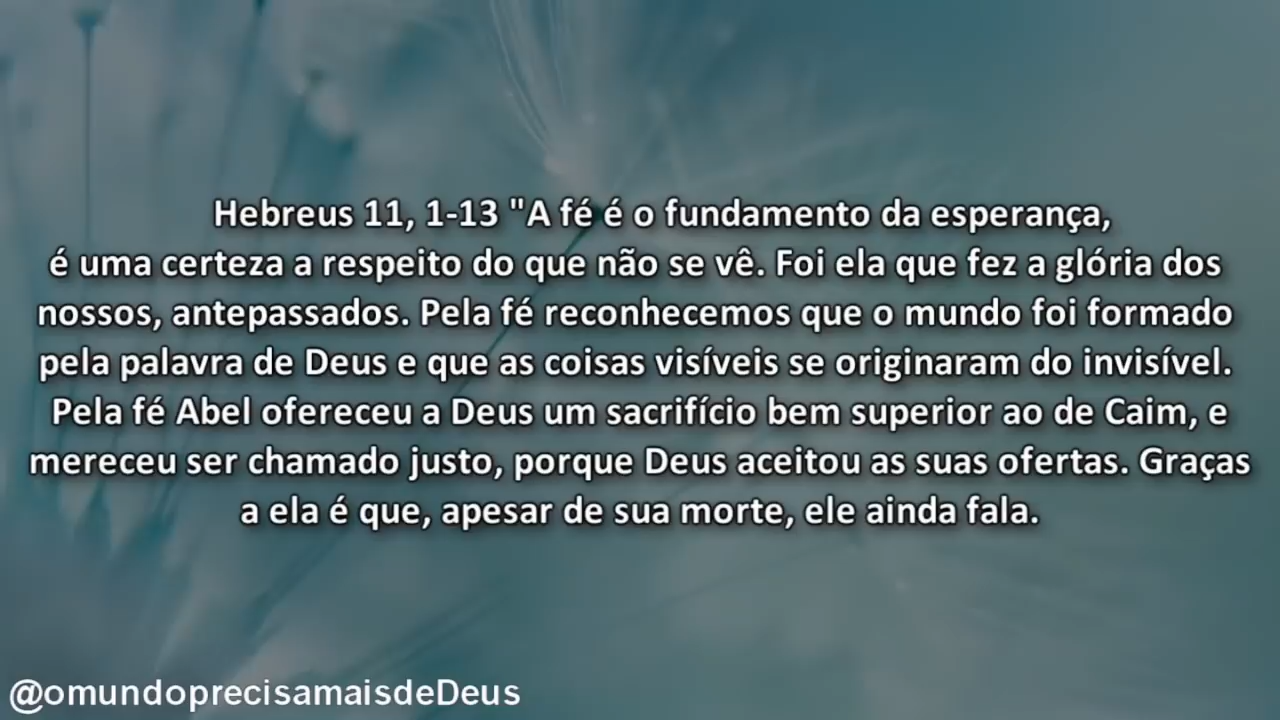 Hebreus 11, 1-13 "A fé é o fundamento da esperança,
é uma certeza a respeito do que não se vê. Foi ela que fez a glória dos
nossos, antepassados. Pela fé reconhecemos que o mundo foi formado
pela palavra de Deus e que as coisas visíveis se originaram do invisível.
Pela fé Abel ofereceu a Deus um sacrifício bem superior ao de Caim, e
mereceu ser chamado justo, porque Deus aceitou as suas ofertas. Graças
a ela é que, apesar de sua morte, ele ainda fala.
@omundoprecisamaisdeDeus